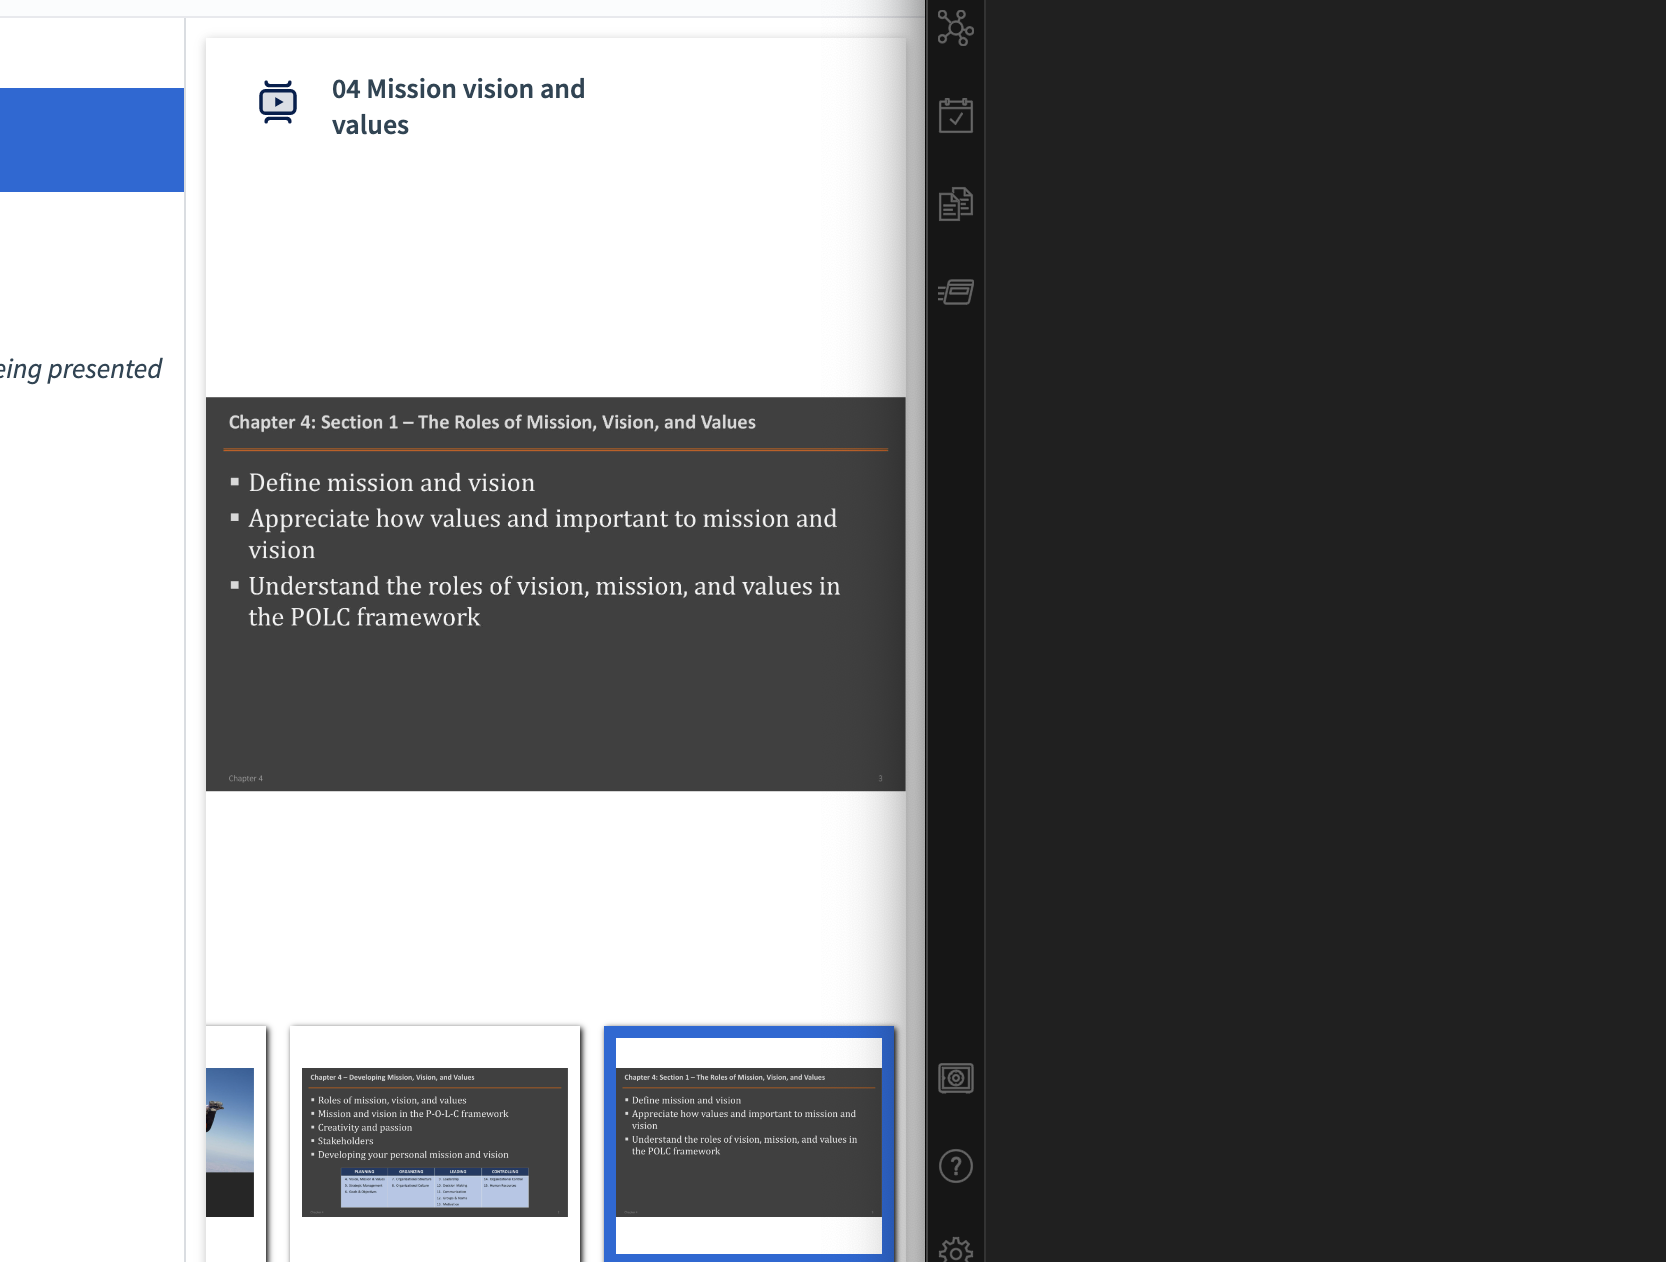 04 Mission vision and
values
eing presented
Chapter 4: Section 1 – The Roles of Mission, Vision, and Values
▪ Define mission and vision
▪ Appreciate how values and important to mission and
vision
▪ Understand the roles of vision, mission, and values in
the POLC framework
Chapter 4
3
Chapter 4 – Developing Mission, Vision, and Values
▪ Roles of mission, vision, and values
▪ Mission and vision in the P-O-L-C framework
▪ Creativity and passion
▪ Stakeholders
▪ Developing your personal mission and vision
PLANNING ORGANIZING LEADING CONTROLLING
Chapter 4: Section 1 – The Roles of Mission, Vision, and Values
▪ Define mission and vision
▪ Appreciate how values and important to mission and
vision
▪ Understand the roles of vision, mission, and values in
the POLC framework